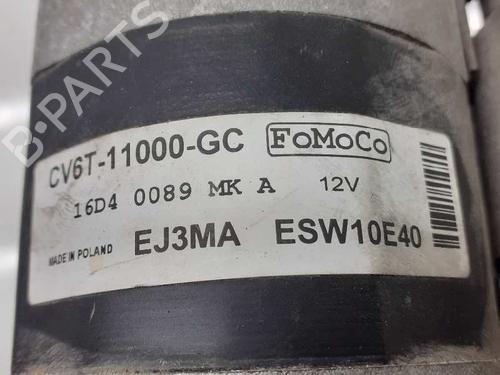 B-PARTS
CV6T-11000-GC FoMoCo
16D4 0089 MK A 12V
MADE IN POLAND EJ3MA ESW10E40